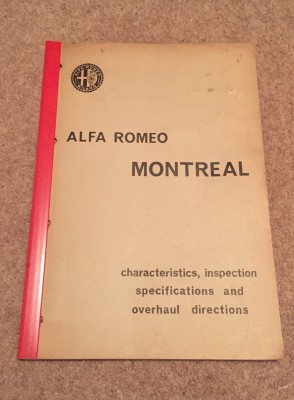 ALFA ROMEO
MONTREAL
characteristics, inspection
specifications and
overhaul directions